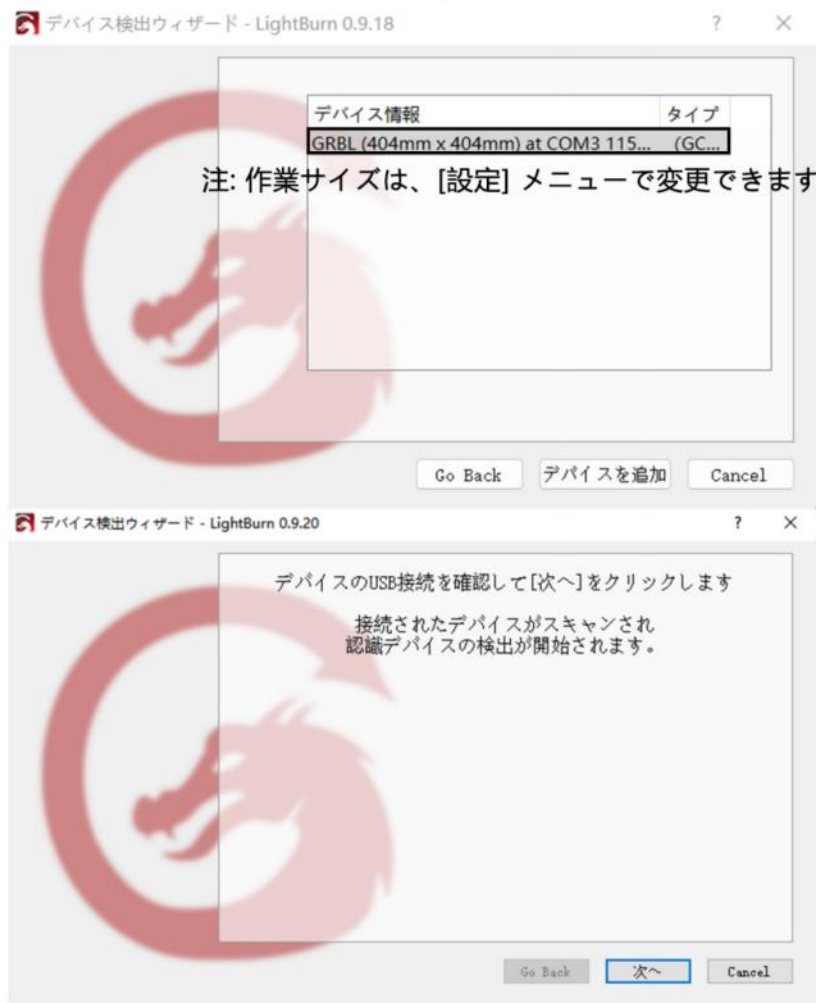 デバイス検出ウィザード - LightBurn 0.9.18
デバイス情報 タイプ
GRBL (404mm x 404mm) at COM3 115... (GC...
注: 作業サイズは、[設定] メニューで変更できます
Go Back デバイスを追加 Cancel
デバイス検出ウィザード - LightBurn 0.9.20
デバイスのUSB接続を確認して[次へ]をクリックします
接続されたデバイスがスキャンされ
認識デバイスの検出が開始されます。
Go Back 次へ Cancel